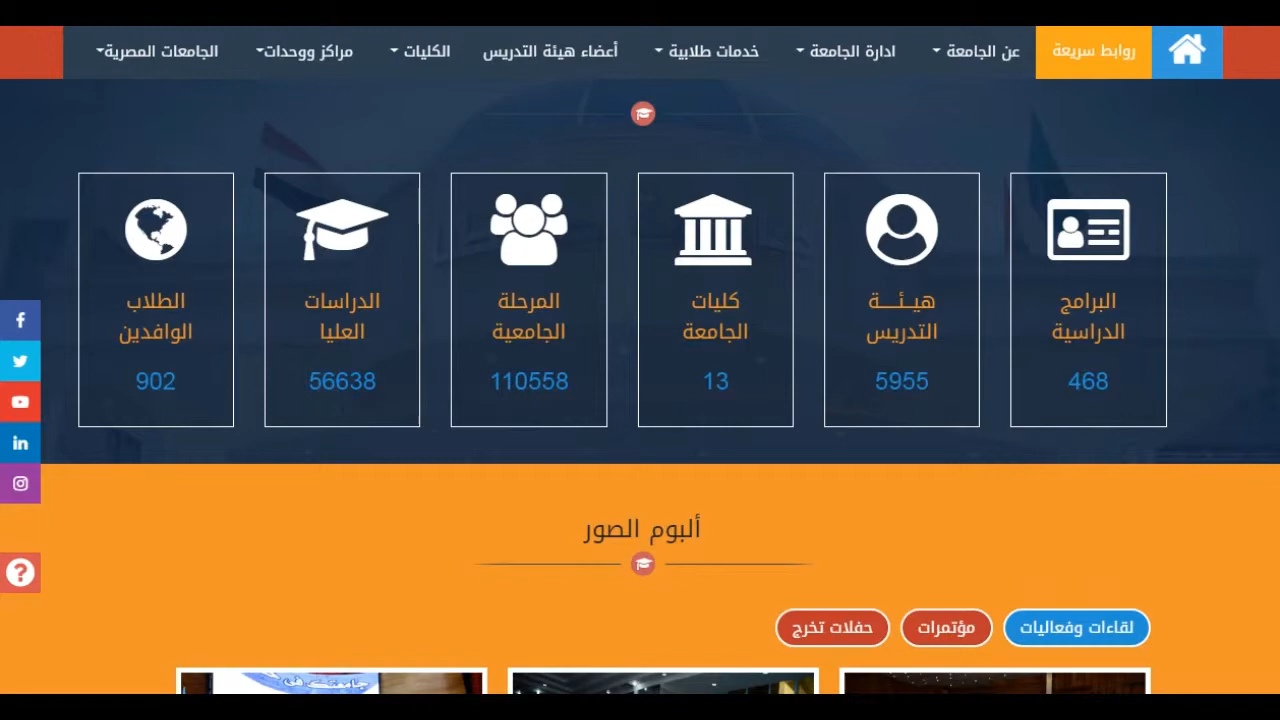 روابط سريعة
عن الجامعة
ادارة الجامعة
خدمات طلابية
أعضاء هيئة التدريس
الكليات
مراكز ووحدات
الجامعات المصرية
البرامج
الدراسية
468
هيـئـــة
التدريس
5955
كليات
الجامعة
13
المرحلة
الجامعية
110558
الدراسات
العليا
56638
الطلاب
الوافدين
902
ألبوم الصور
لقاءات وفعاليات
مؤتمرات
حفلات تخرج